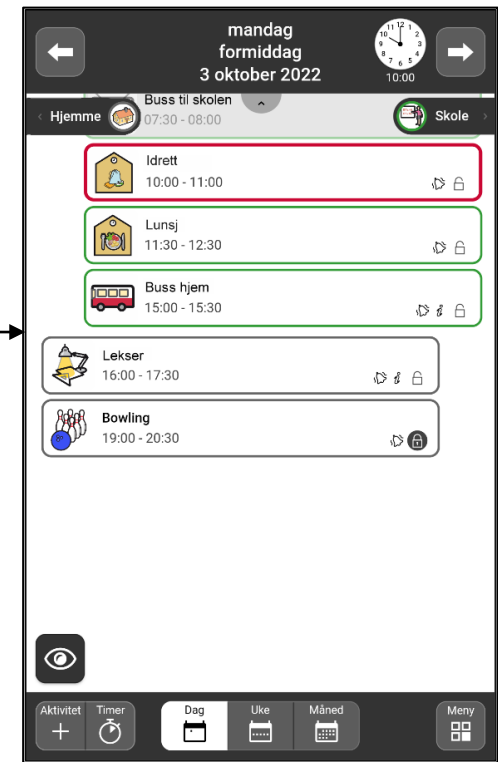 mandag
formiddag
3 oktober 2022
10:00
Buss til skolen
07:30 - 08:00
Hjemme
Skole
Idrett
10:00 - 11:00
Lunsj
11:30 - 12:30
Buss hjem
15:00 - 15:30
Lekser
16:00 - 17:30
Bowling
19:00 - 20:30
Aktivitet
Timer
Dag
Uke
Måned
Meny